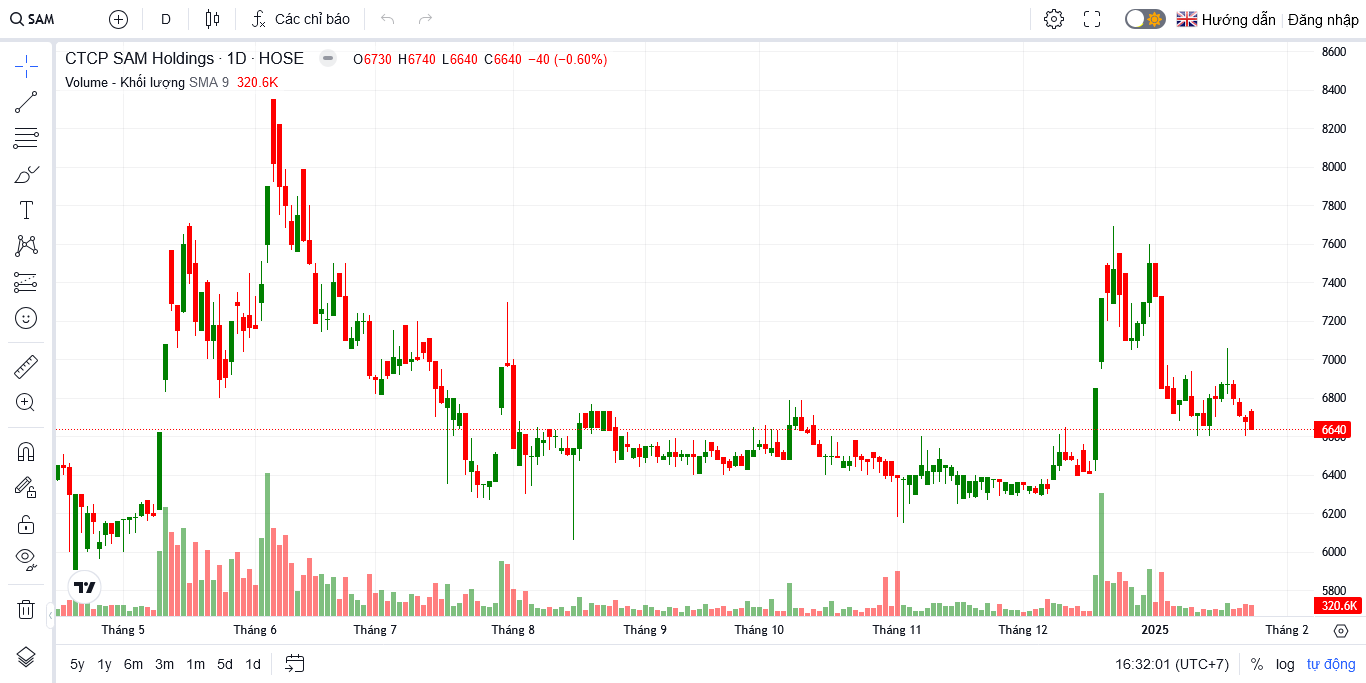 SAM D Các chỉ báo Hướng dẫn Đăng nhập
CTCP SAM Holdings · 1D · HOSE O6730 H6740 L6640 C6640 −40 (−0.60%)
Volume - Khối lượng SMA 9 320.6K
8600
8400
8200
8000
7800
7600
7400
7200
7000
6800
6640
6400
6200
6000
5800
320.6K
Tháng 5 Tháng 6 Tháng 7 Tháng 8 Tháng 9 Tháng 10 Tháng 11 Tháng 12 2025 Tháng 2
5y 1y 6m 3m 1m 5d 1d 16:32:01 (UTC+7) % log tự động